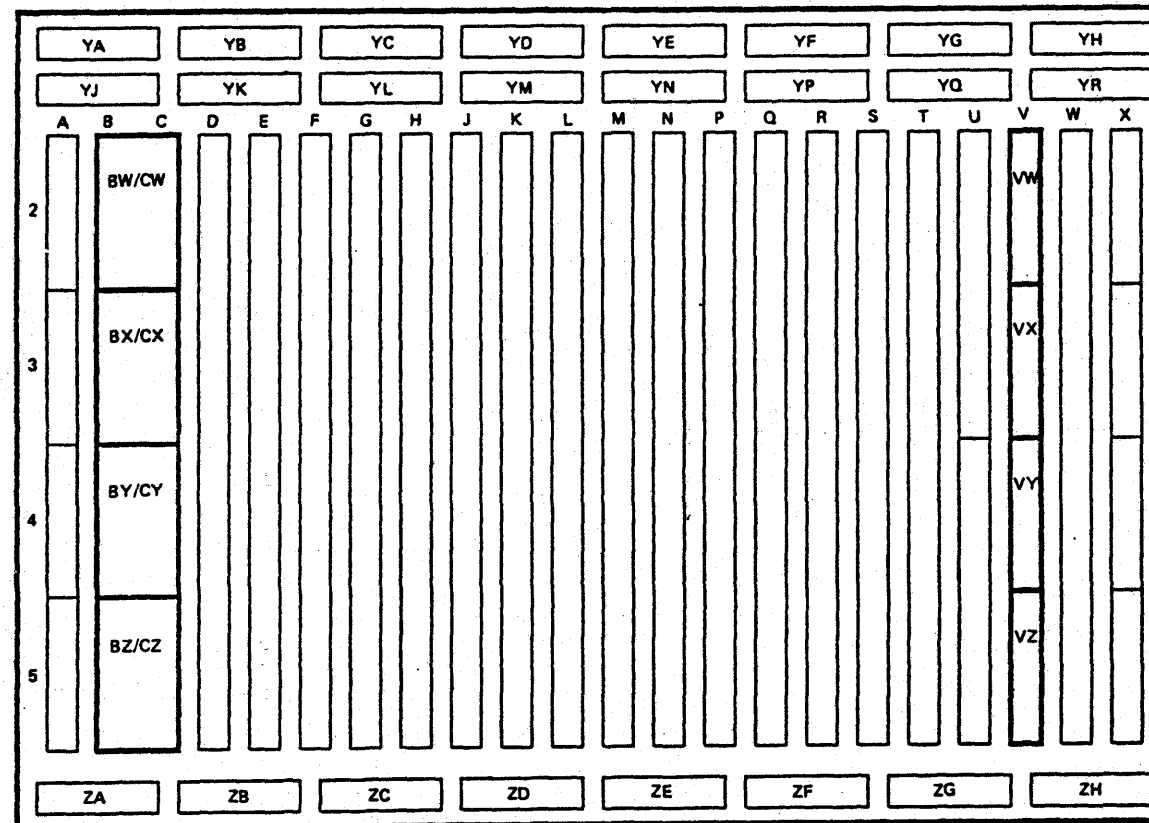 YA YB YC YD YE YF YG YH
YJ YK YL YM YN YP YQ YR
A B C D E F G H J K L M N P Q R S T U V W X
BW/CW VW
2
BX/CX VX
3
BY/CY VY
4
BZ/CZ VZ
5
ZA ZB ZC ZD ZE ZF ZG ZH